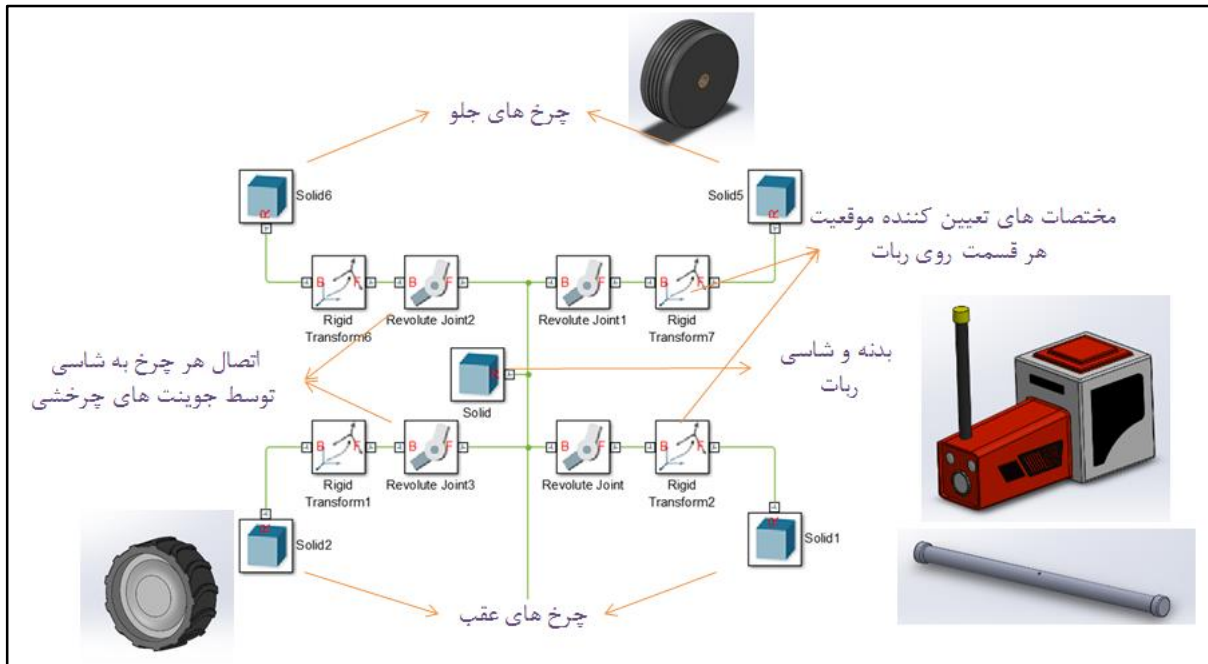 چرخ های جلو
Solid6
Solid5
مختصات های تعیین کننده موقعیت
هر قسمت روی ربات
B F
B F
B F
B F
Rigid
Transform6
Revolute Joint2
Revolute Joint1
Rigid
Transform7
اتصال هر چرخ به شاسی
توسط جوینت های چرخشی
Solid
بدنه و شاسی
ربات
B F
B F
B F
B F
Rigid
Transform1
Revolute Joint3
Revolute Joint
Rigid
Transform2
Solid2
Solid1
چرخ های عقب